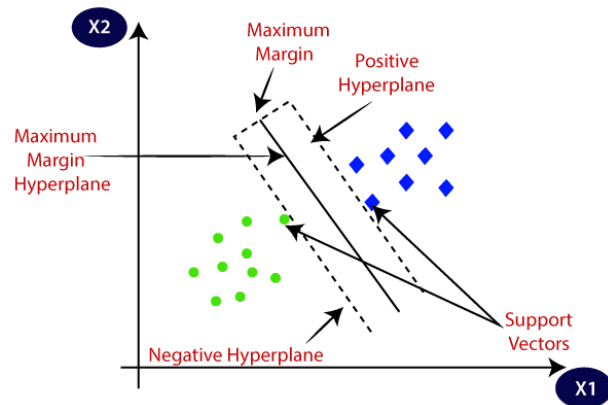 X2
Maximum
Margin
Positive
Hyperplane
Maximum
Margin
Hyperplane
Negative Hyperplane
Support
Vectors
X1